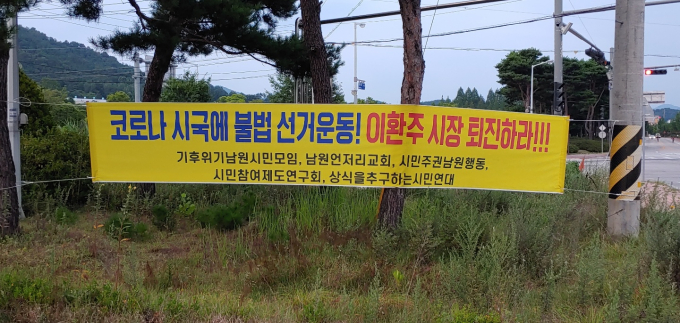 코로나 시국에 불법 선거운동! 이환주 시장 퇴진하라!!!
기후위기남원시민모임, 남원언저리교회, 시민주권남원행동,
시민참여제도연구회, 상식을추구하는시민연대